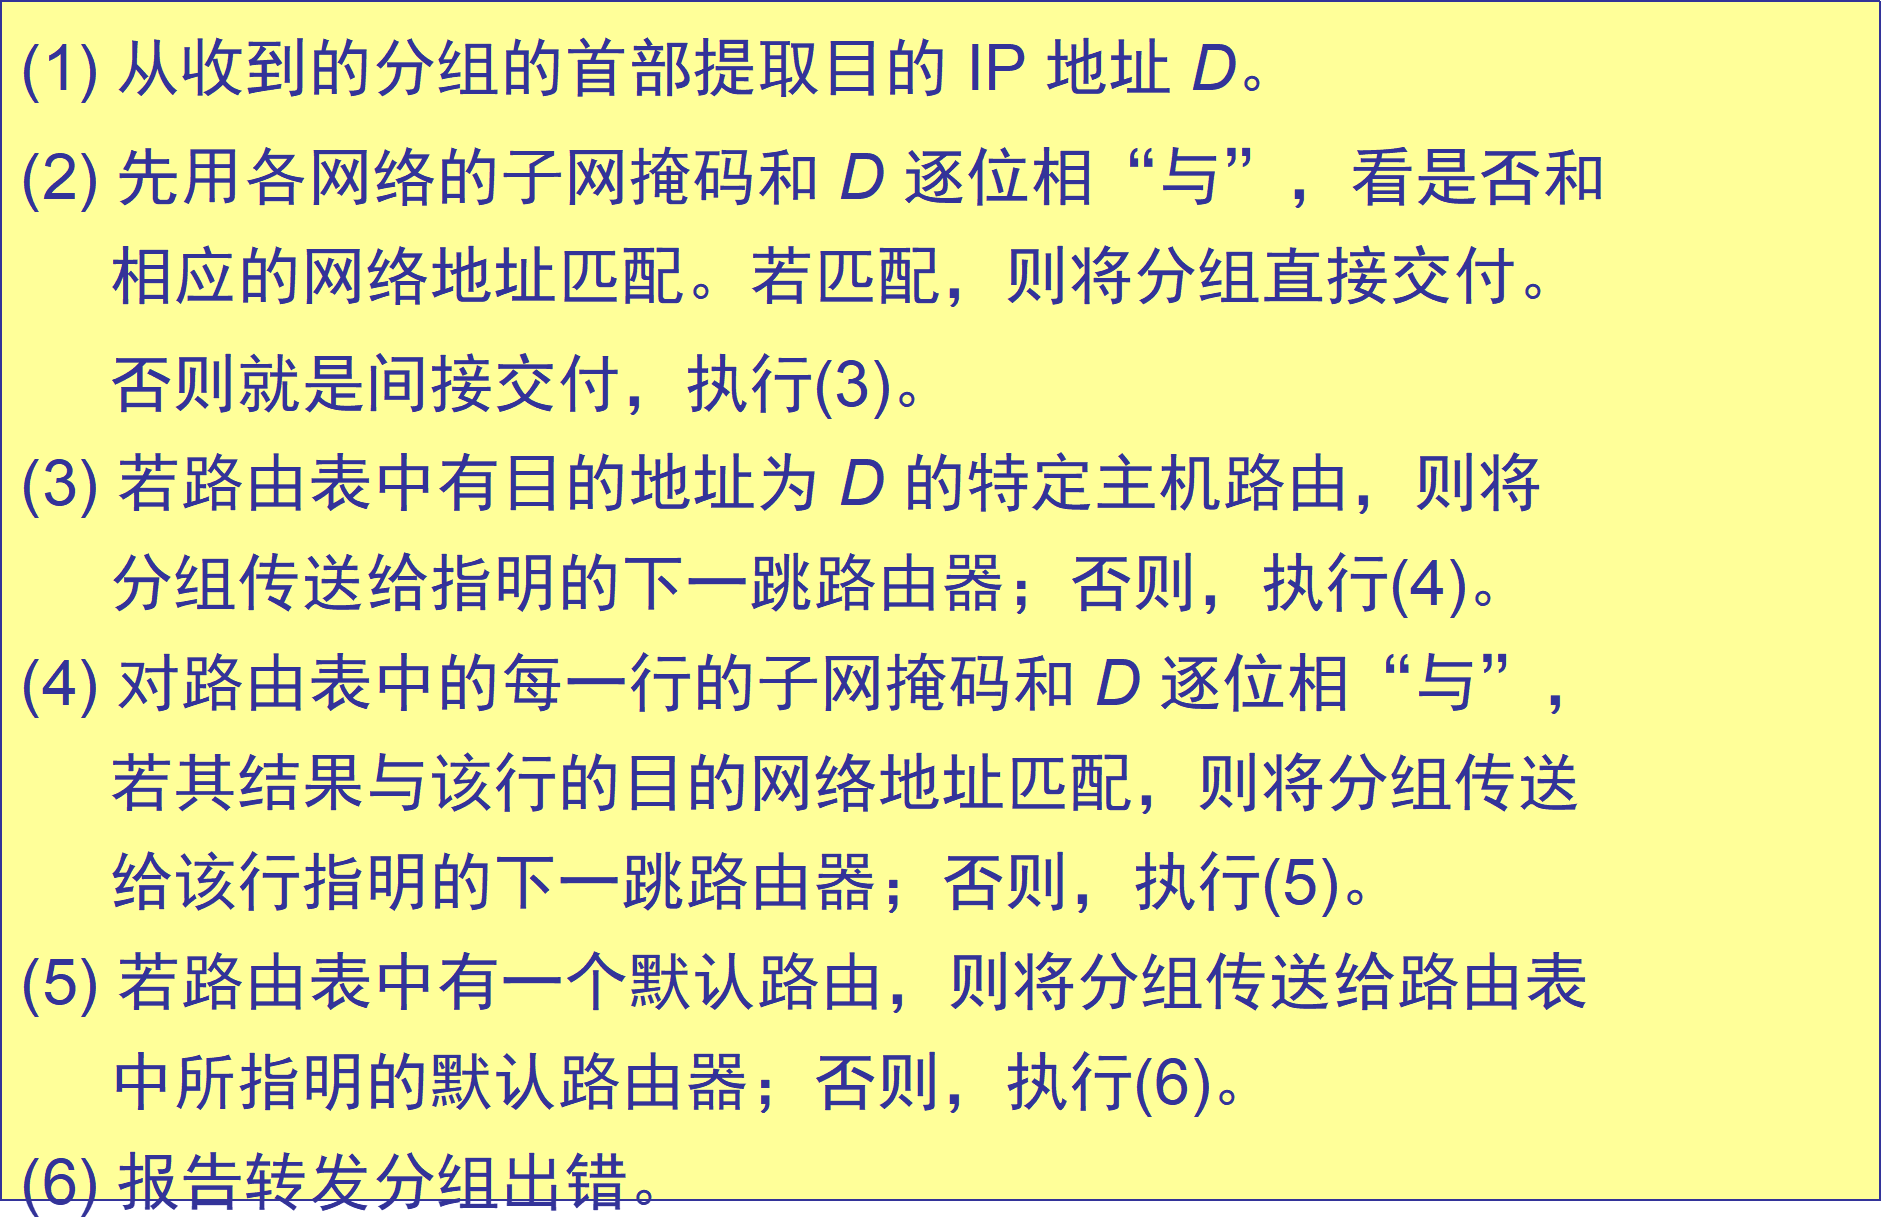 (1) 从收到的分组的首部提取目的 IP 地址 D。
(2) 先用各网络的子网掩码和 D 逐位相“与”，看是否和
相应的网络地址匹配。若匹配，则将分组直接交付。
否则就是间接交付，执行(3)。
(3) 若路由表中有目的地址为 D 的特定主机路由，则将
分组传送给指明的下一跳路由器；否则，执行(4)。
(4) 对路由表中的每一行的子网掩码和 D 逐位相“与”，
若其结果与该行的目的网络地址匹配，则将分组传送
给该行指明的下一跳路由器；否则，执行(5)。
(5) 若路由表中有一个默认路由，则将分组传送给路由表
中所指明的默认路由器；否则，执行(6)。
(6) 报告转发分组出错。